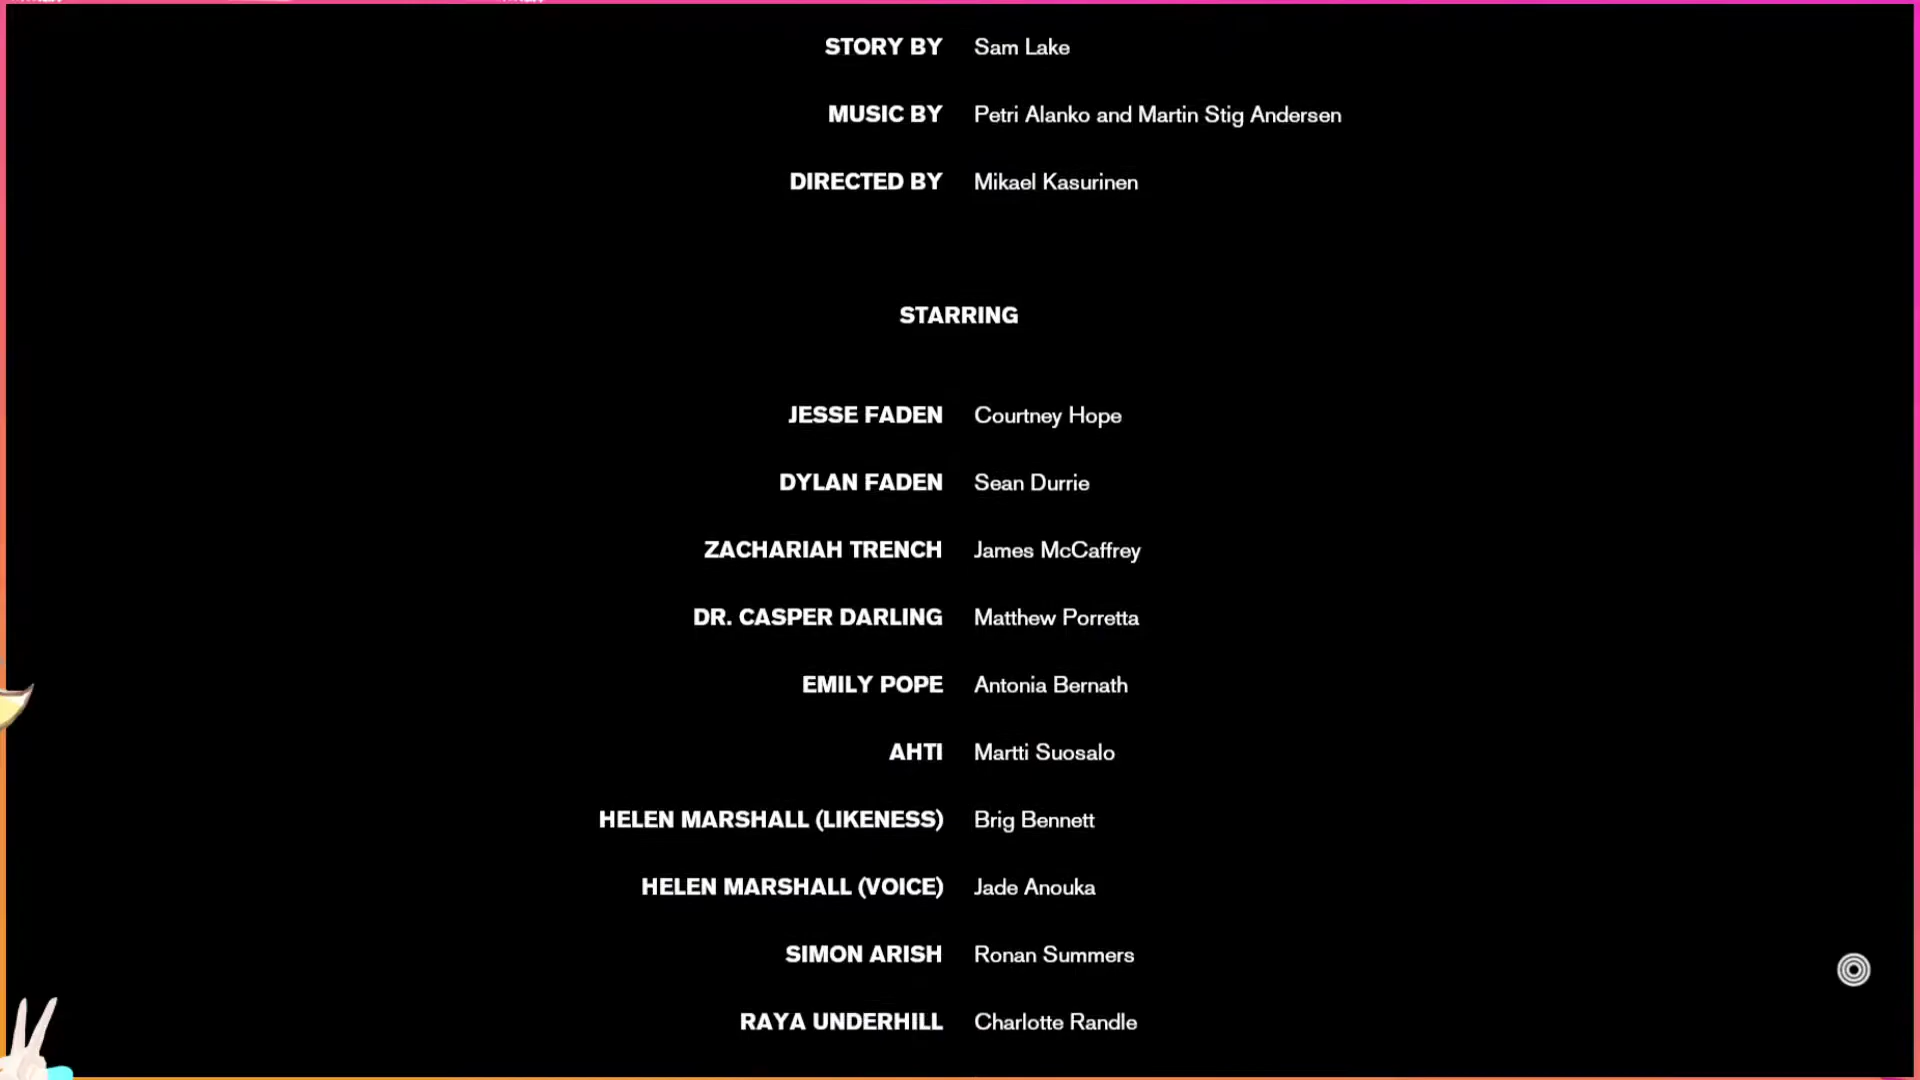 STORY BY Sam Lake
MUSIC BY Petri Alanko and Martin Stig Andersen
DIRECTED BY Mikael Kasurinen
STARRING
JESSE FADEN Courtney Hope
DYLAN FADEN Sean Durrie
ZACHARIAH TRENCH James McCaffrey
DR. CASPER DARLING Matthew Porretta
EMILY POPE Antonia Bernath
AHTI Martti Suosalo
HELEN MARSHALL (LIKENESS) Brig Bennett
HELEN MARSHALL (VOICE) Jade Anouka
SIMON ARISH Ronan Summers
RAYA UNDERHILL Charlotte Randle